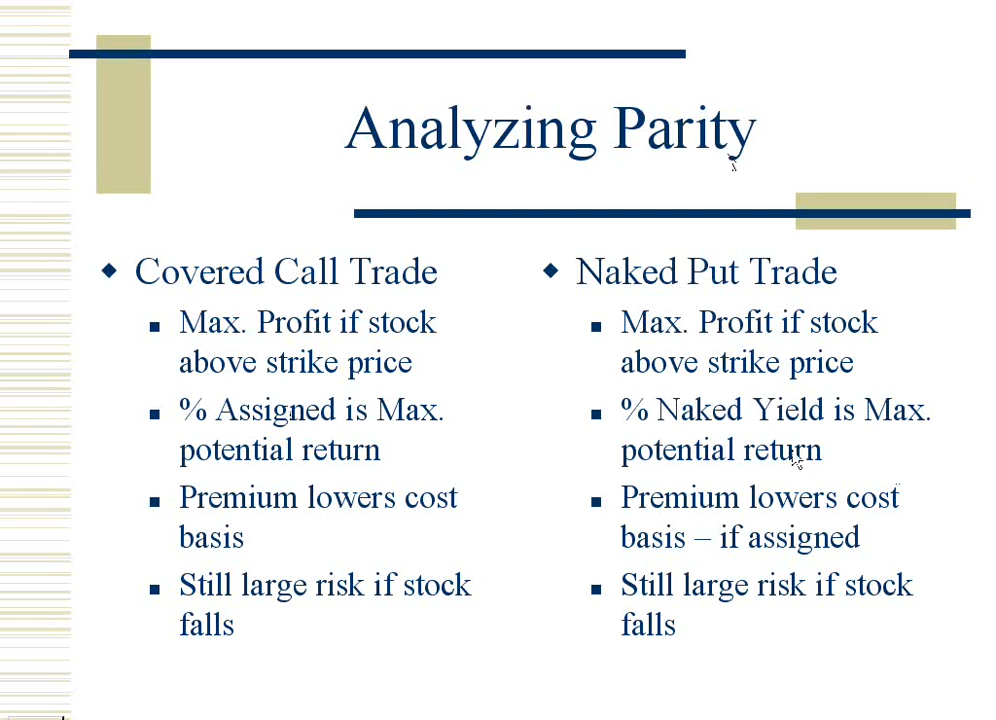 Analyzing Parity
Covered Call Trade
Max. Profit if stock
above strike price
% Assigned is Max.
potential return
Premium lowers cost
basis
Still large risk if stock
falls
Naked Put Trade
Max. Profit if stock
above strike price
% Naked Yield is Max.
potential return
Premium lowers cost
basis – if assigned
Still large risk if stock
falls